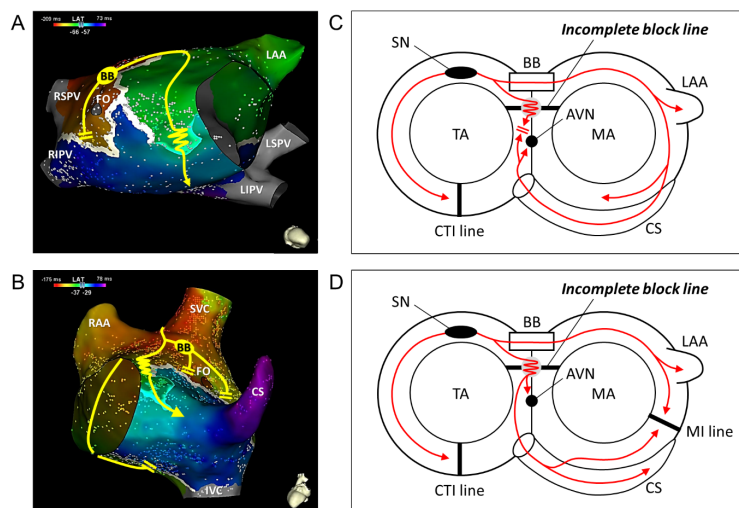 A
-209 ms LAT 73 ms
-66 -57
BB
LAA
RSPV
FO
RIPV
LSPV
LIPV
B
-175 ms LAT 78 ms
-37 -29
SVC
RAA
BB
FO
CS
IVC
C
Incomplete block line
SN
BB
LAA
AVN
TA
MA
CTI line
CS
D
Incomplete block line
SN
BB
LAA
AVN
TA
MA
MI line
CTI line
CS